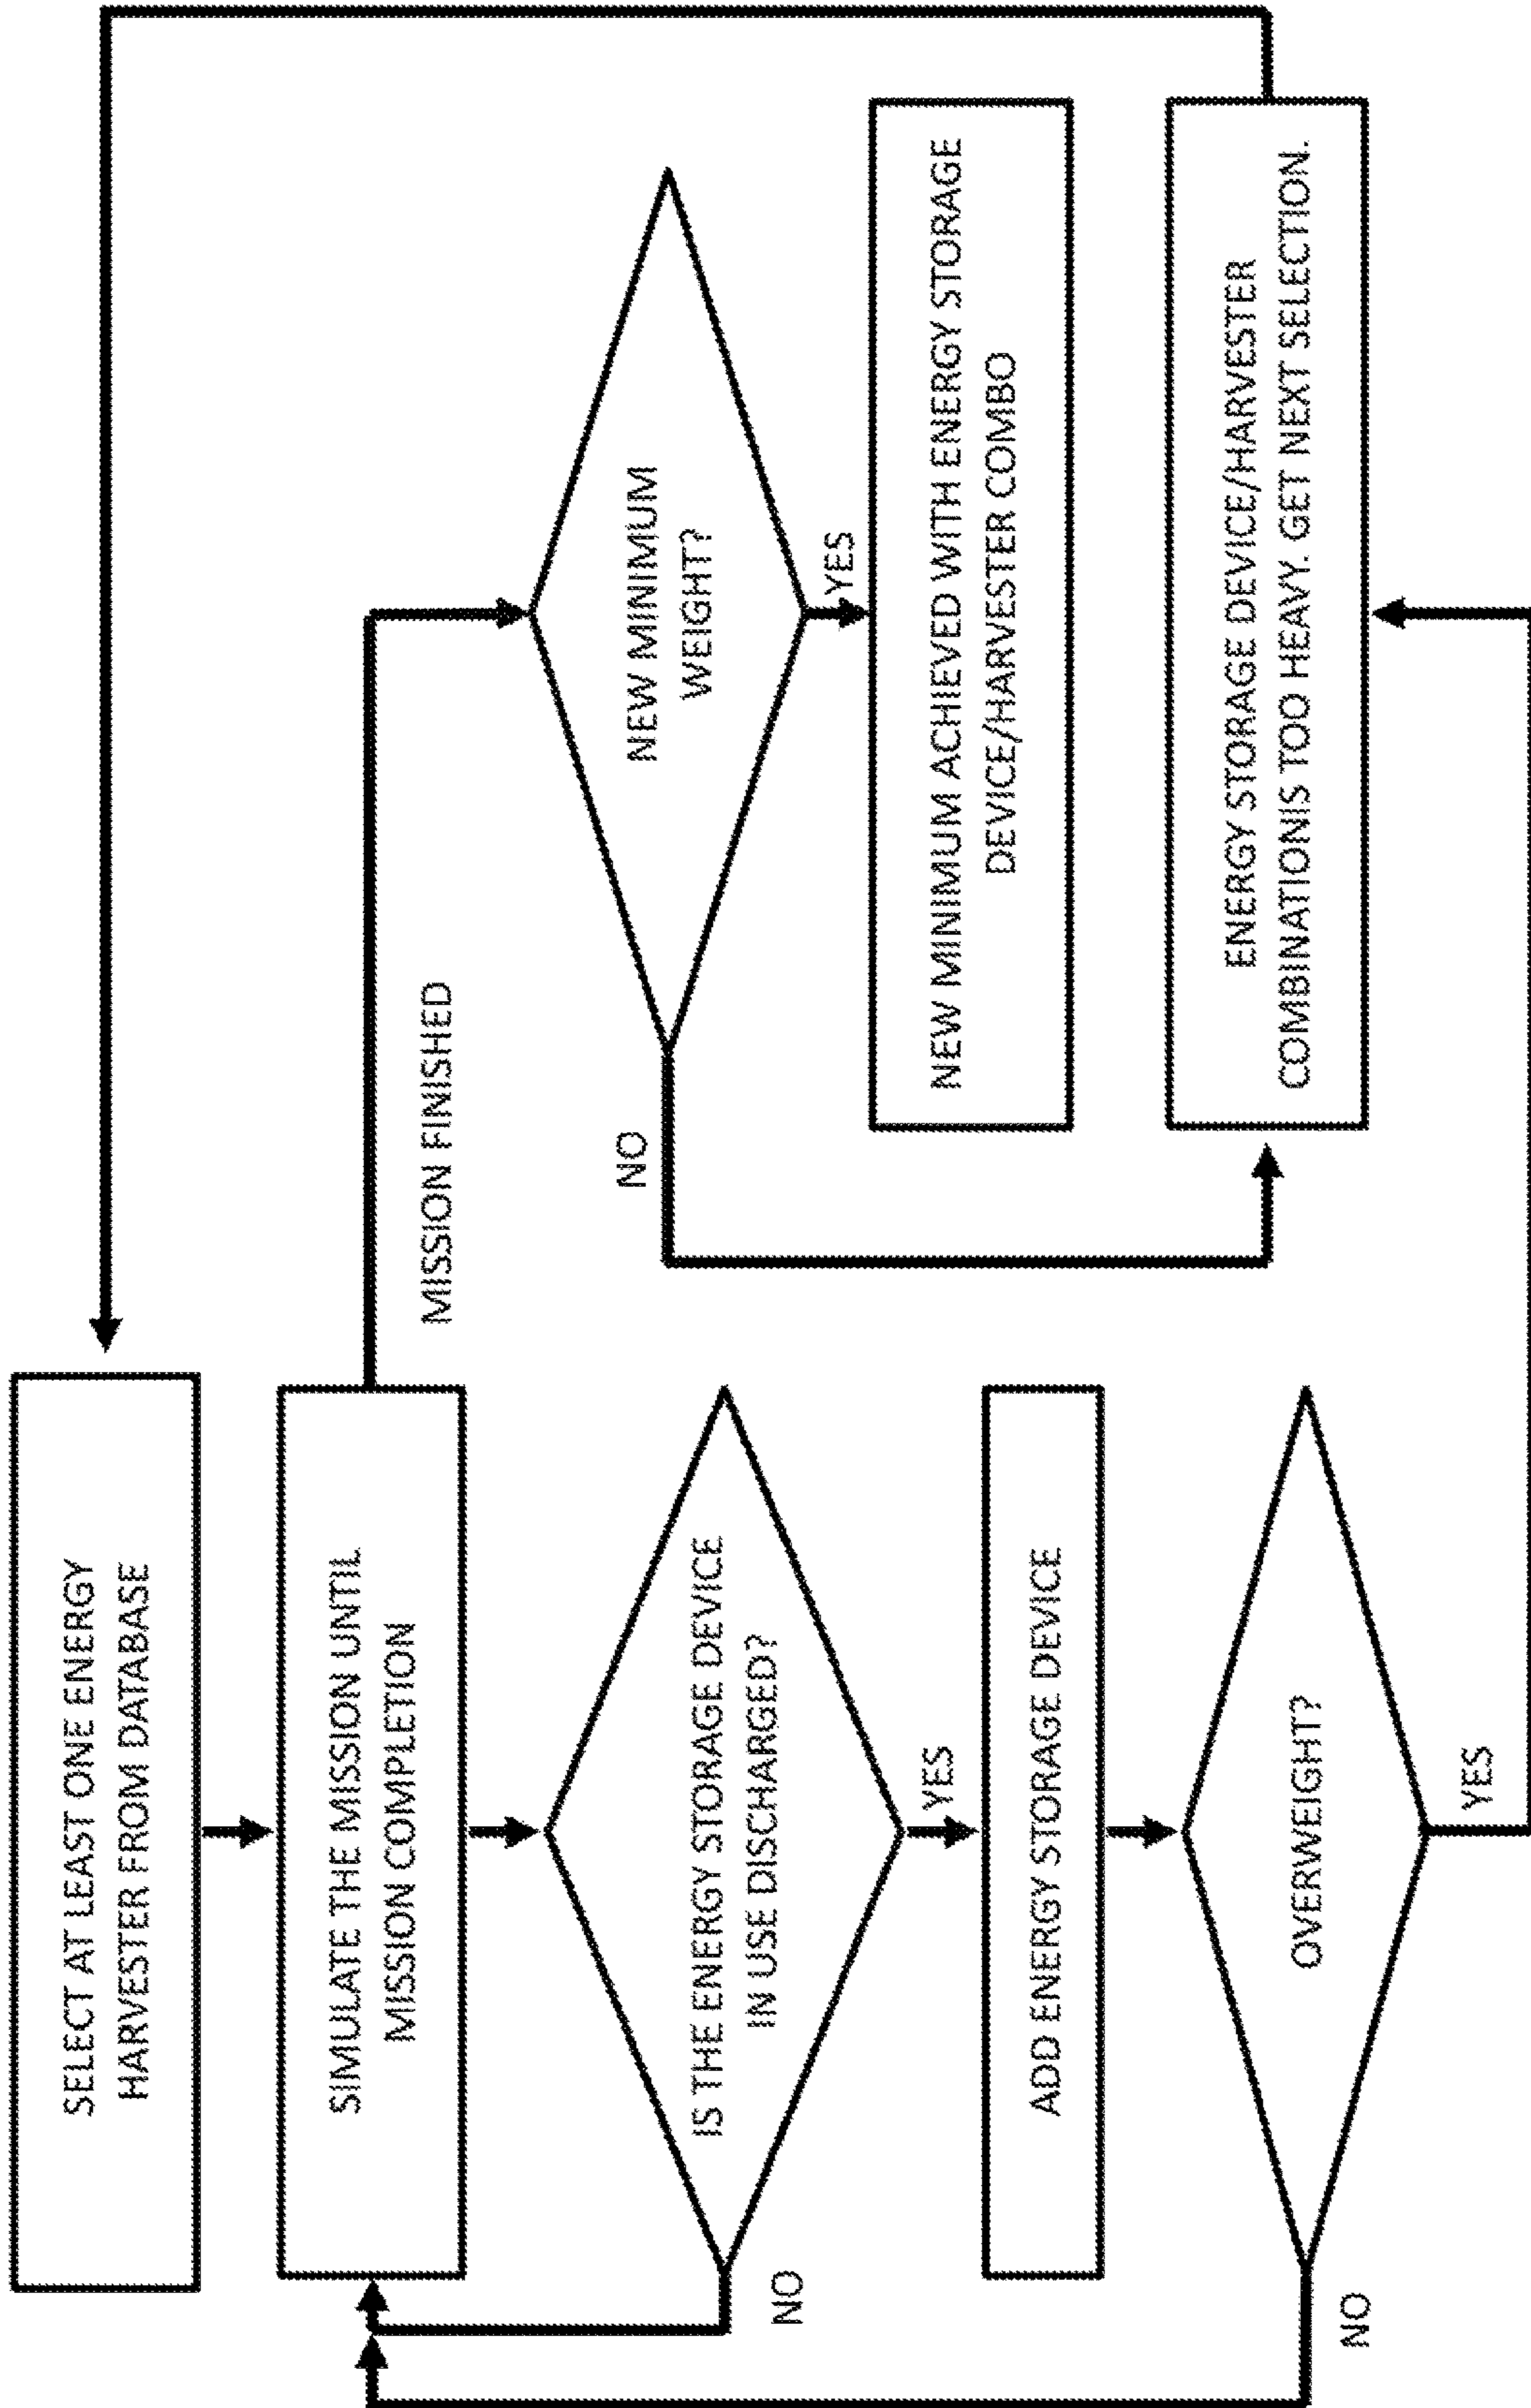 SELECT AT LEAST ONE ENERGY
HARVESTER FROM DATABASE
SIMULATE THE MISSION UNTIL
MISSION COMPLETION
MISSION FINISHED
IS THE ENERGY STORAGE DEVICE
IN USE DISCHARGED?
NO
YES
ADD ENERGY STORAGE DEVICE
OVERWEIGHT?
NO
YES
NEW MINIMUM
WEIGHT?
NO
YES
NEW MINIMUM ACHIEVED WITH ENERGY STORAGE
DEVICE/HARVESTER COMBO
ENERGY STORAGE DEVICE/HARVESTER
COMBINATIONIS TOO HEAVY. GET NEXT SELECTION.